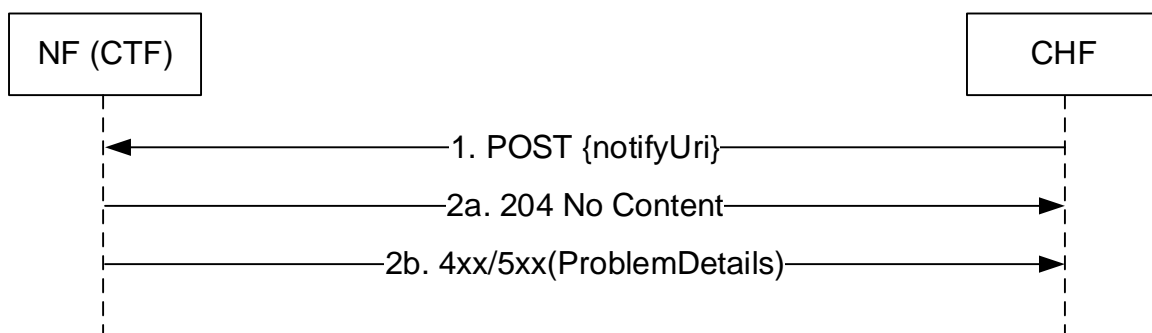 NF (CTF)
CHF
1. POST {notifyUri}
2a. 204 No Content
2b. 4xx/5xx(ProblemDetails)